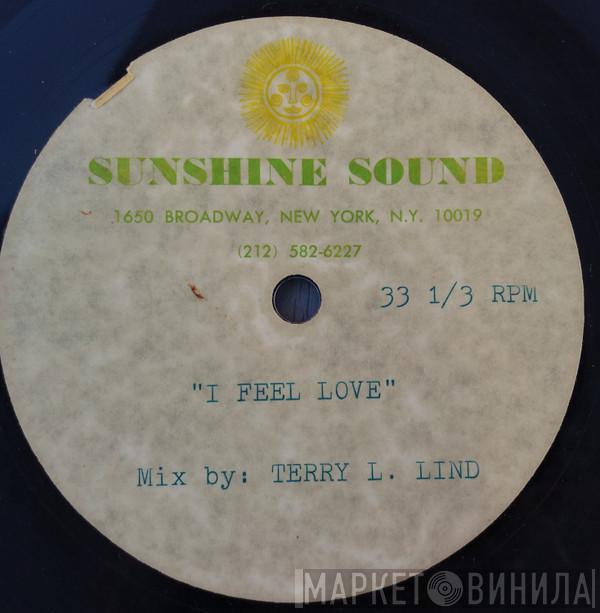 SUNSHINE SOUND
1650 BROADWAY, NEW YORK, N.Y. 10019
(212) 582-6227
33 1/3 RPM
"I FEEL LOVE"
Mix by: TERRY L. LIND
МАРКЕТ ВИНИЛА